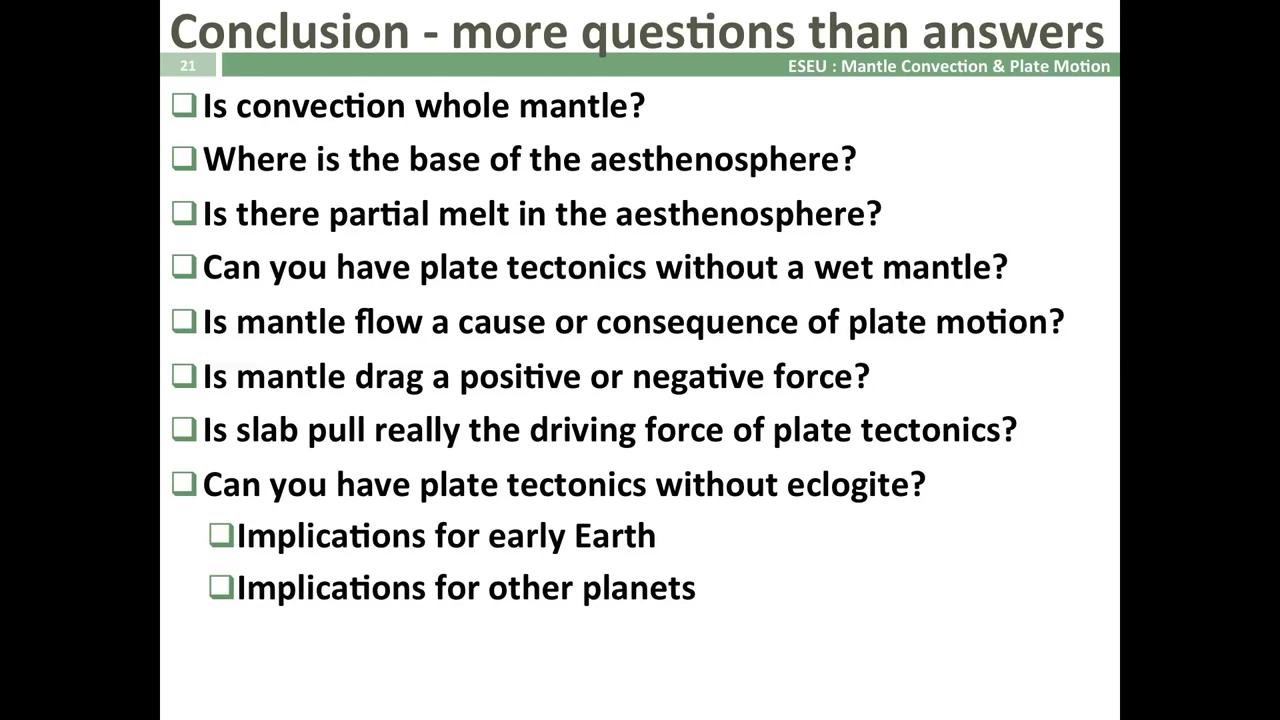 Conclusion - more questions than answers
21
ESEU : Mantle Convection & Plate Motion
Is convection whole mantle?
Where is the base of the aesthenosphere?
Is there partial melt in the aesthenosphere?
Can you have plate tectonics without a wet mantle?
Is mantle flow a cause or consequence of plate motion?
Is mantle drag a positive or negative force?
Is slab pull really the driving force of plate tectonics?
Can you have plate tectonics without eclogite?
Implications for early Earth
Implications for other planets